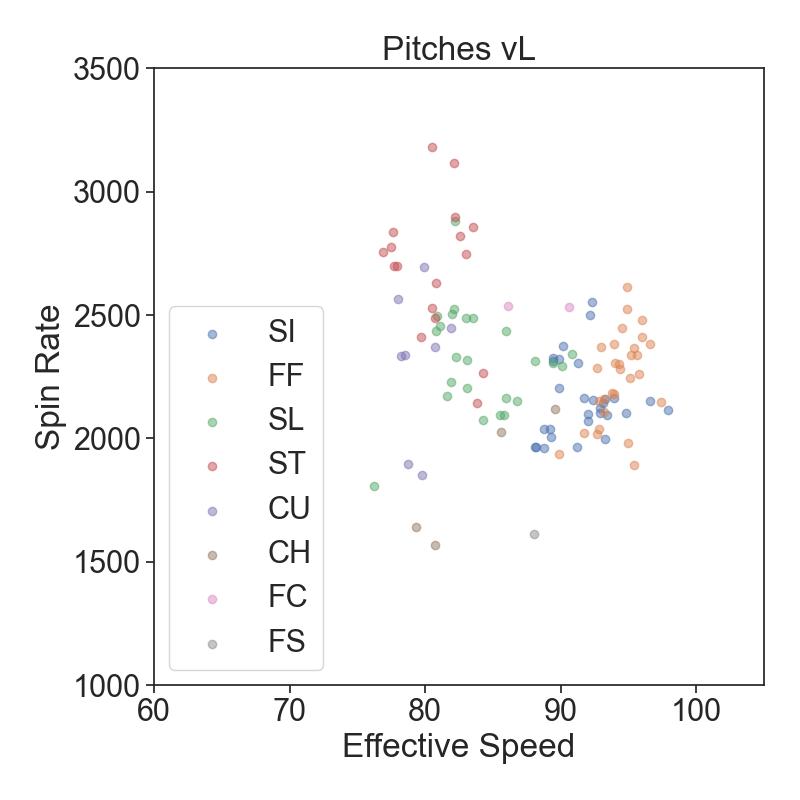 Pitches vL
3500
3000
2500
2000
1500
1000
Spin Rate
SI
FF
SL
ST
CU
CH
FC
FS
60 70 80 90 100
Effective Speed